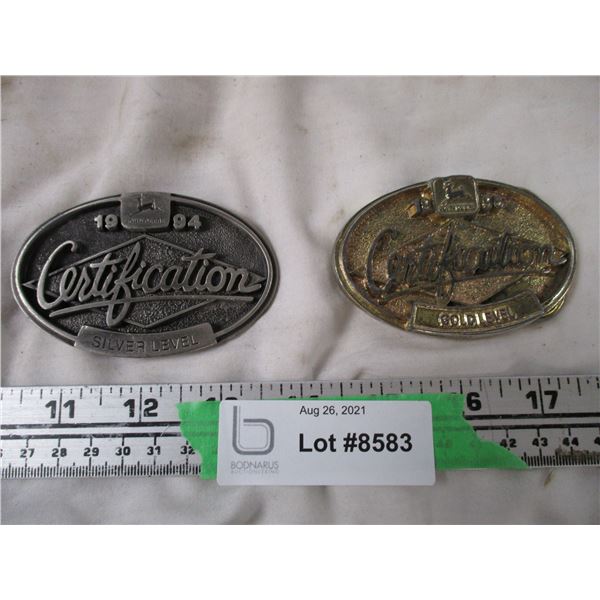 19 94
Certification
SILVER LEVEL
Certification
GOLD LEVEL
11 12 17
27 28 29 30 31 32 42 43 44
Aug 26, 2021
Lot #8583
BODNARUS
AUCTIONEERING